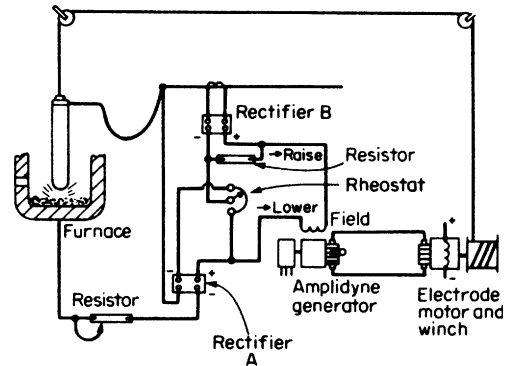 Rectifier B
- +
→Raise
Resistor
Rheostat
→Lower
Field
Furnace
- +
- -
+
-
Resistor
Amplidyne
generator
Electrode
motor and
winch
Rectifier
A